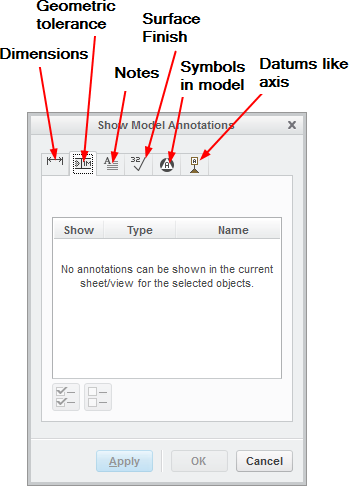 Geometric
tolerance
Surface
Finish
Dimensions
Notes
Symbols
in model
Datums like
axis
Show Model Annotations
32
A
Show Type Name
No annotations can be shown in the current
sheet/view for the selected objects.
Apply OK Cancel